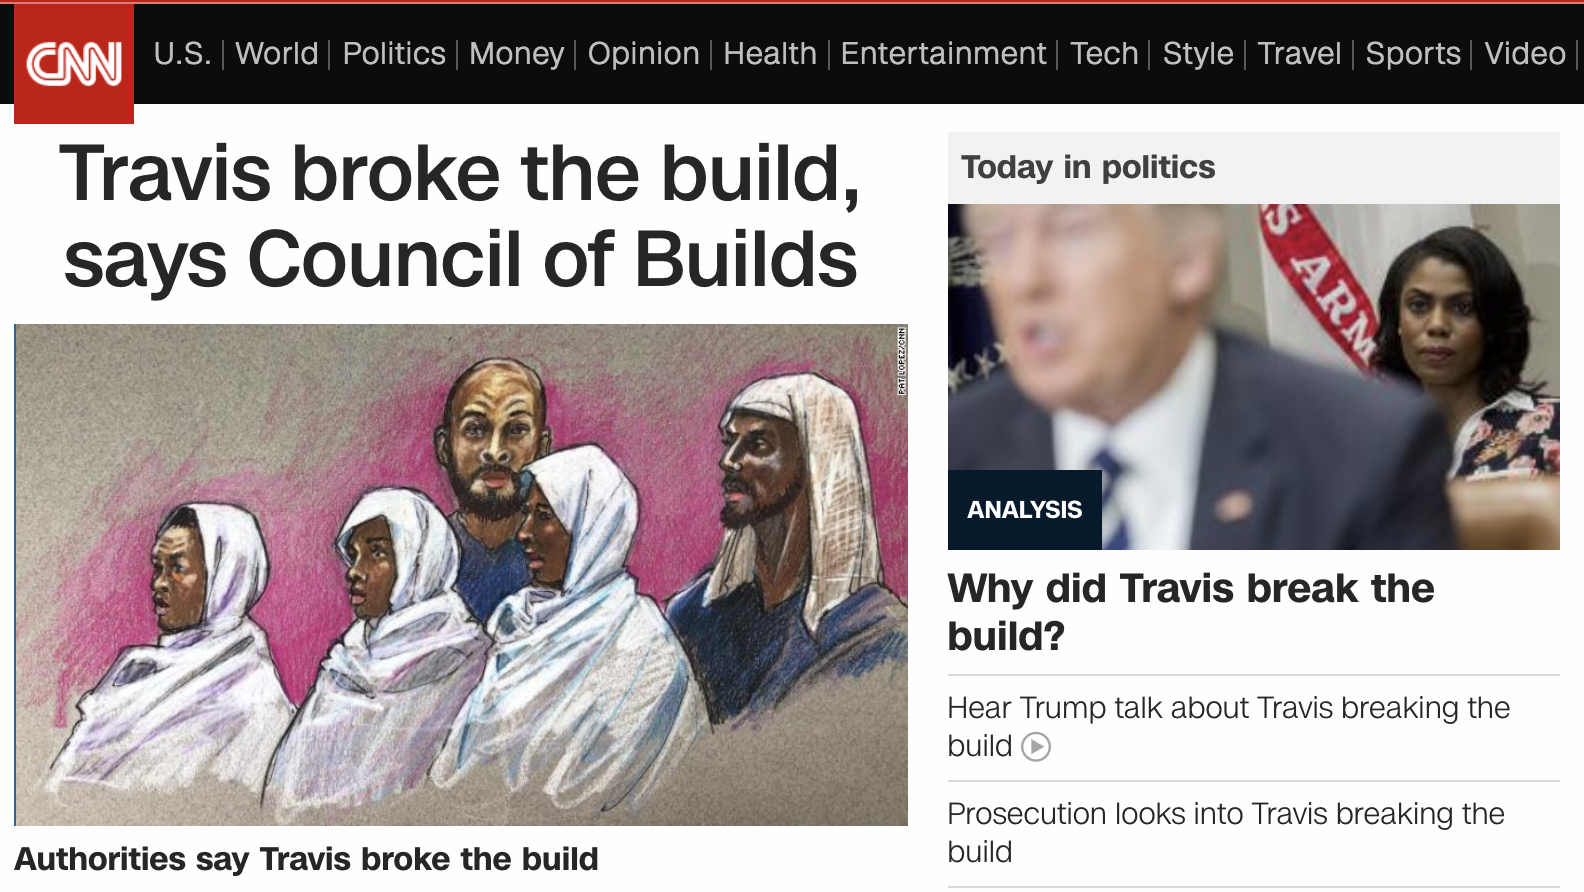 CNN
U.S. | World | Politics | Money | Opinion | Health | Entertainment | Tech | Style | Travel | Sports | Video |
Travis broke the build,
says Council of Builds
PAT LOPEZ/CNN
Authorities say Travis broke the build
Today in politics
S ARM
ANALYSIS
Why did Travis break the
build?
Hear Trump talk about Travis breaking the
build
Prosecution looks into Travis breaking the
build